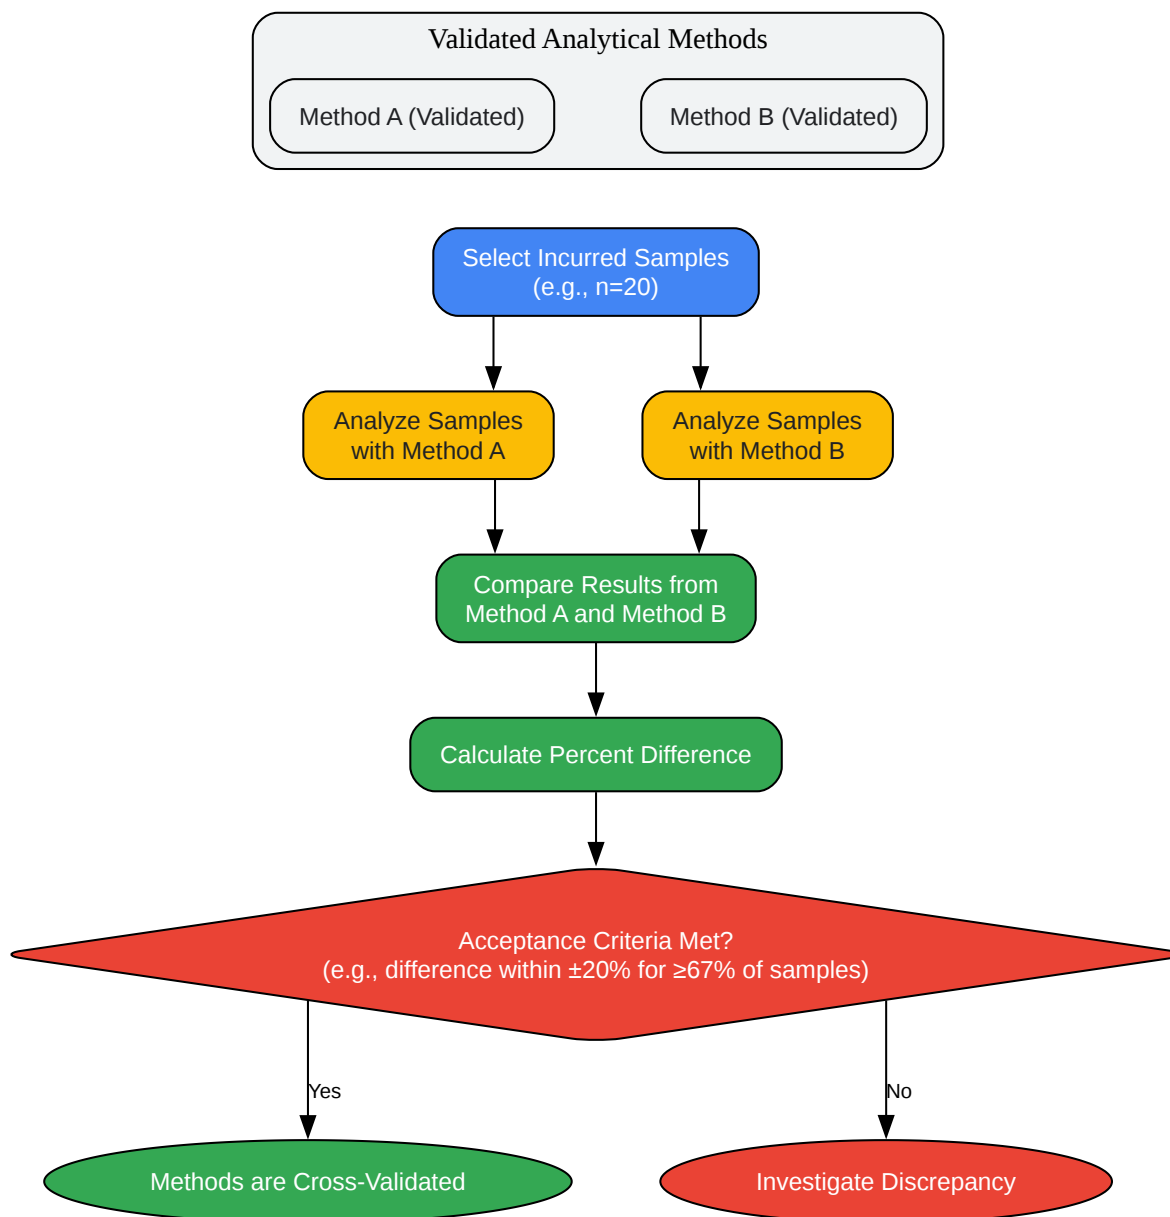 Validated Analytical Methods
Method A (Validated)
Method B (Validated)
Select Incurred Samples
(e.g., n=20)
Analyze Samples
with Method A
Analyze Samples
with Method B
Compare Results from
Method A and Method B
Calculate Percent Difference
Acceptance Criteria Met?
(e.g., difference within ±20% for ≥67% of samples)
Yes
No
Methods are Cross-Validated
Investigate Discrepancy